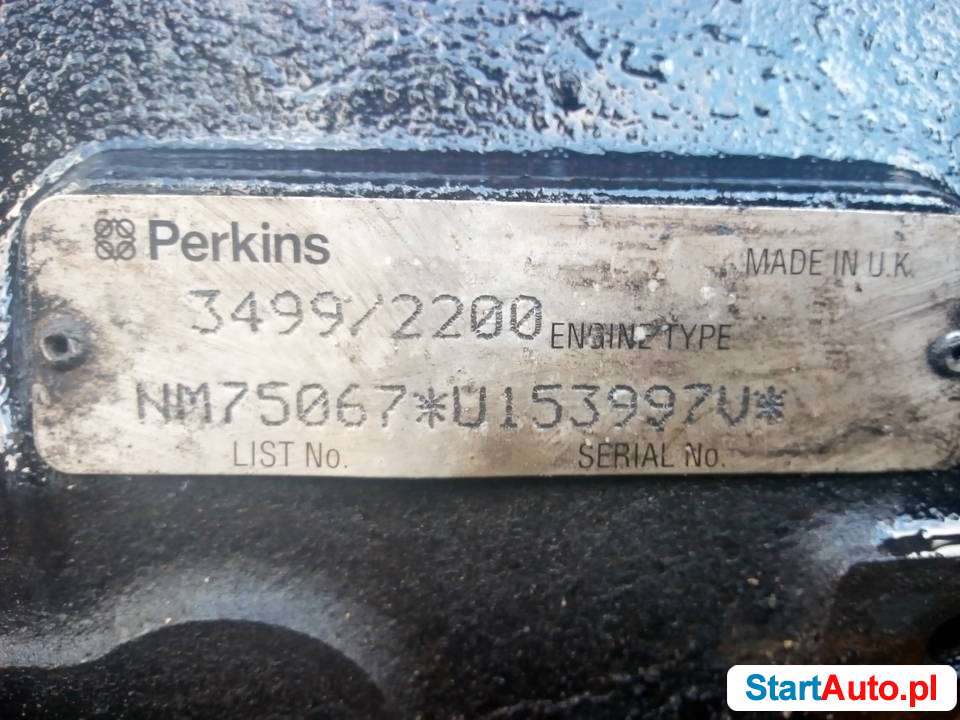 Perkins
MADE IN U.K.
3499/2200 ENGINE TYPE
NM75067*U153997V*
LIST No. SERIAL No.
StartAuto.pl